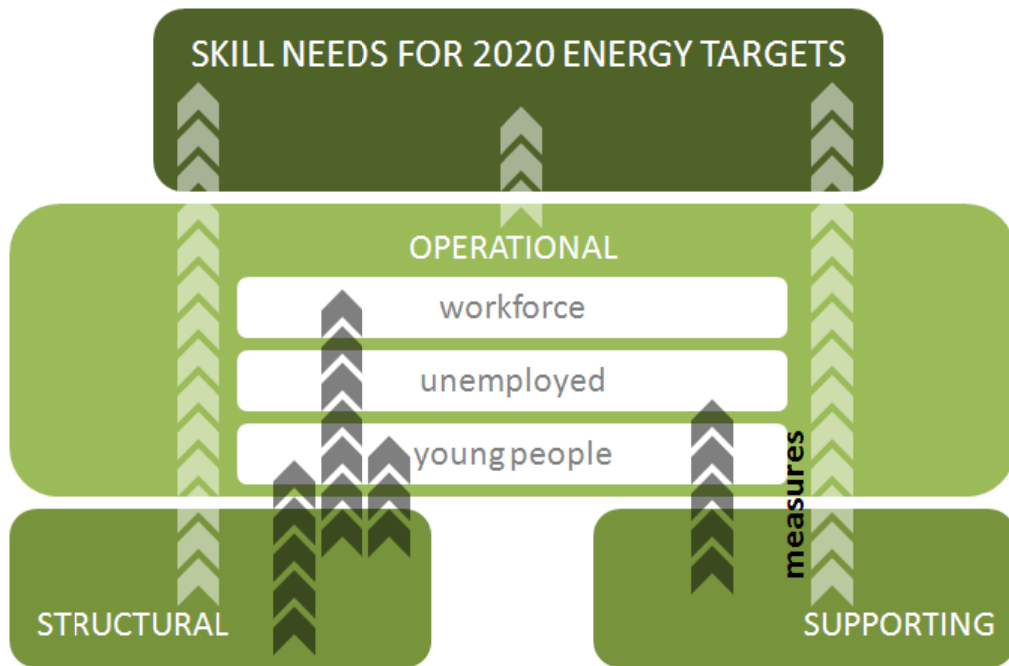 SKILL NEEDS FOR 2020 ENERGY TARGETS
OPERATIONAL
workforce
unemployed
young people
measures
STRUCTURAL
SUPPORTING